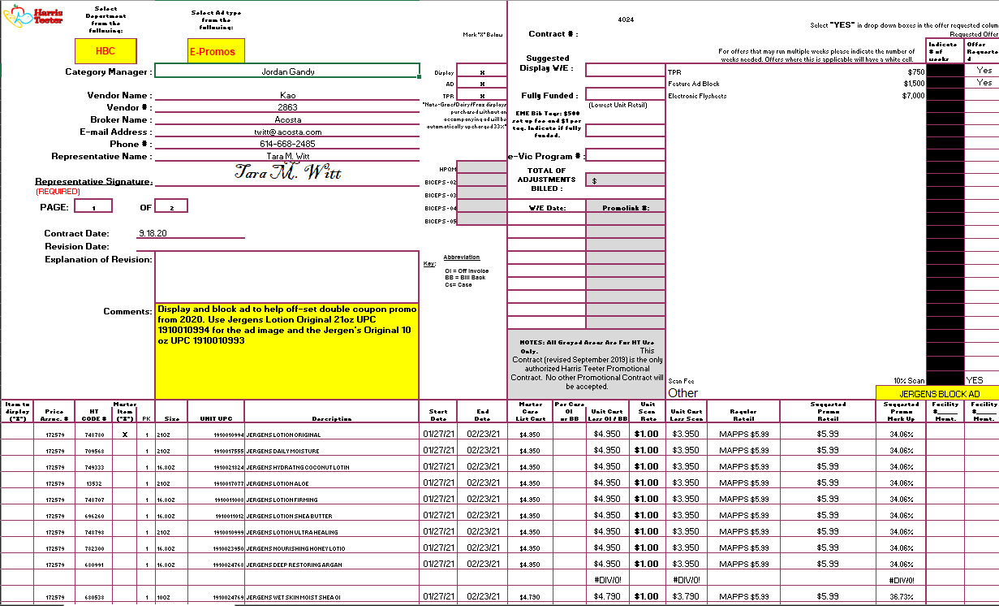 Harris Teeter
Select Department from the following:
Select Ad type from the following:
HBC
E-Promos
Mark "X" Below
Contract # :
4024
Select "YES" in drop down boxes in the offer requested colum
Requested Offer
For offers that may run multiple weeks please indicate the number of weeks needed. Offers where this is applicable will have a white cell.
Indicate # of weeks
Offer Requeste d
Category Manager : Jordan Gandy
Vendor Name : Kao
Vendor # : 2863
Broker Name : Acosta
E-mail Address : twitt@acosta.com
Phone # : 614-668-2485
Representative Name : Tara M. Witt
Representative Signature: Tara M. Witt
(REQUIRED)
PAGE: 1 OF 2
Contract Date: 9.18.20
Revision Date:
Explanation of Revision:
Comments: Display and block ad to help off-set double coupon promo
from 2020. Use Jergens Lotion Original 21oz UPC
1910010994 for the ad image and the Jergen's Original 10
oz UPC 1910010993
Display X
AD X
TPR X
"Note-Groc/Dairy/Froz displays
purchased without an
accompanying ad will be
automatically upcharged 33%"
HPQM
BICEPS - 02
BICEPS - 03
BICEPS - 04
BICEPS - 05
Key: Abbreviation
OI = Off Invoice
BB = Bill Back
Cs= Case
Suggested Display W/E :
Fully Funded :
(Lowest Unit Retail)
EME Bib Tags: $500 set up fee and $1 per tag. Indicate if fully funded.
e-Vic Program # :
TOTAL OF ADJUSTMENTS BILLED : $
W/E Date: Promolink #:
NOTES: All Greyed Areas Are For HT Use Only. This
Contract (revised September 2019) is the only
authorized Harris Teeter Promotional
Contract. No other Promotional Contract will
be accepted.
TPR $750 Yes
Feature Ad Block $1,500 Yes
Electronic Flysheets $7,000
Scan Fee 10% Scan YES
Other JERGENS BLOCK AD
Item to display ("X") Price Assoc. # HT CODE # Master Item ("X") PK Size UNIT UPC Description Start Date End Date Master Case List Cost Per Case OI or BB Unit Cost Less OI / BB Unit Scan Rate Unit Cost Less Scan Regular Retail Suggested Promo Retail Suggested Promo Mark Up Facility #____ Mvmt. Facility #____ Mvmt.
172579 748780 X 1 21OZ 1910010994 JERGENS LOTION ORIGINAL 01/27/21 02/23/21 $4.950 $4.950 $1.00 $3.950 MAPPS $5.99 $5.99 34.06%
172579 709568 1 21OZ 1910017555 JERGENS DAILY MOISTURE 01/27/21 02/23/21 $4.950 $4.950 $1.00 $3.950 MAPPS $5.99 $5.99 34.06%
172579 749333 1 16.8OZ 1910021824 JERGENS HYDRATNG COCONUT LOTIN 01/27/21 02/23/21 $4.950 $4.950 $1.00 $3.950 MAPPS $5.99 $5.99 34.06%
172579 13532 1 21OZ 1910017077 JERGENS LOTION ALOE 01/27/21 02/23/21 $4.950 $4.950 $1.00 $3.950 MAPPS $5.99 $5.99 34.06%
172579 748707 1 16.8OZ 1910011008 JERGENS LOTION FIRMING 01/27/21 02/23/21 $4.950 $4.950 $1.00 $3.950 MAPPS $5.99 $5.99 34.06%
172579 696260 1 16.8OZ 1910011012 JERGENS LOTION SHEA BUTTER 01/27/21 02/23/21 $4.950 $4.950 $1.00 $3.950 MAPPS $5.99 $5.99 34.06%
172579 748798 1 21OZ 1910010999 JERGENS LOTION ULTRA HEALING 01/27/21 02/23/21 $4.950 $4.950 $1.00 $3.950 MAPPS $5.99 $5.99 34.06%
172579 782300 1 16.8OZ 1910023950 JERGENS NOURISHING HONEY LOTIO 01/27/21 02/23/21 $4.950 $4.950 $1.00 $3.950 MAPPS $5.99 $5.99 34.06%
172579 680991 1 16.8OZ 1910024768 JERGENS DEEP RESTORING ARGAN 01/27/21 02/23/21 $4.950 $4.950 $1.00 $3.950 MAPPS $5.99 $5.99 34.06%
#DIV/0! #DIV/0! #DIV/0!
172579 680538 1 10OZ 1910024769 JERGENS WET SKIN MOIST SHEA OI 01/27/21 02/23/21 $4.790 $4.790 $1.00 $3.790 MAPPS $5.99 $5.99 36.73%